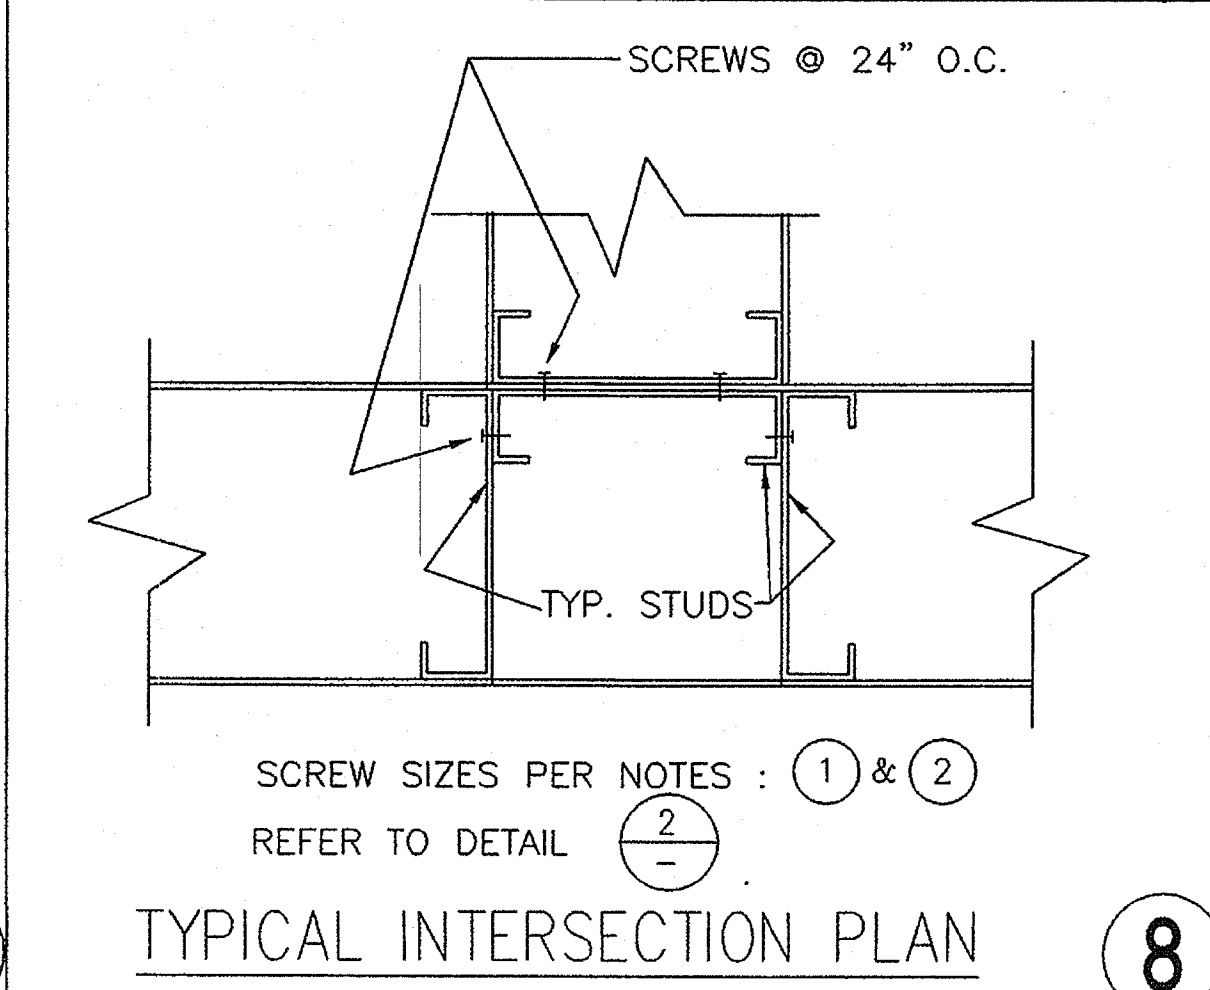 SCREWS @ 24" O.C.
TYP. STUDS
SCREW SIZES PER NOTES : 1 & 2
REFER TO DETAIL 2
–
TYPICAL INTERSECTION PLAN
8